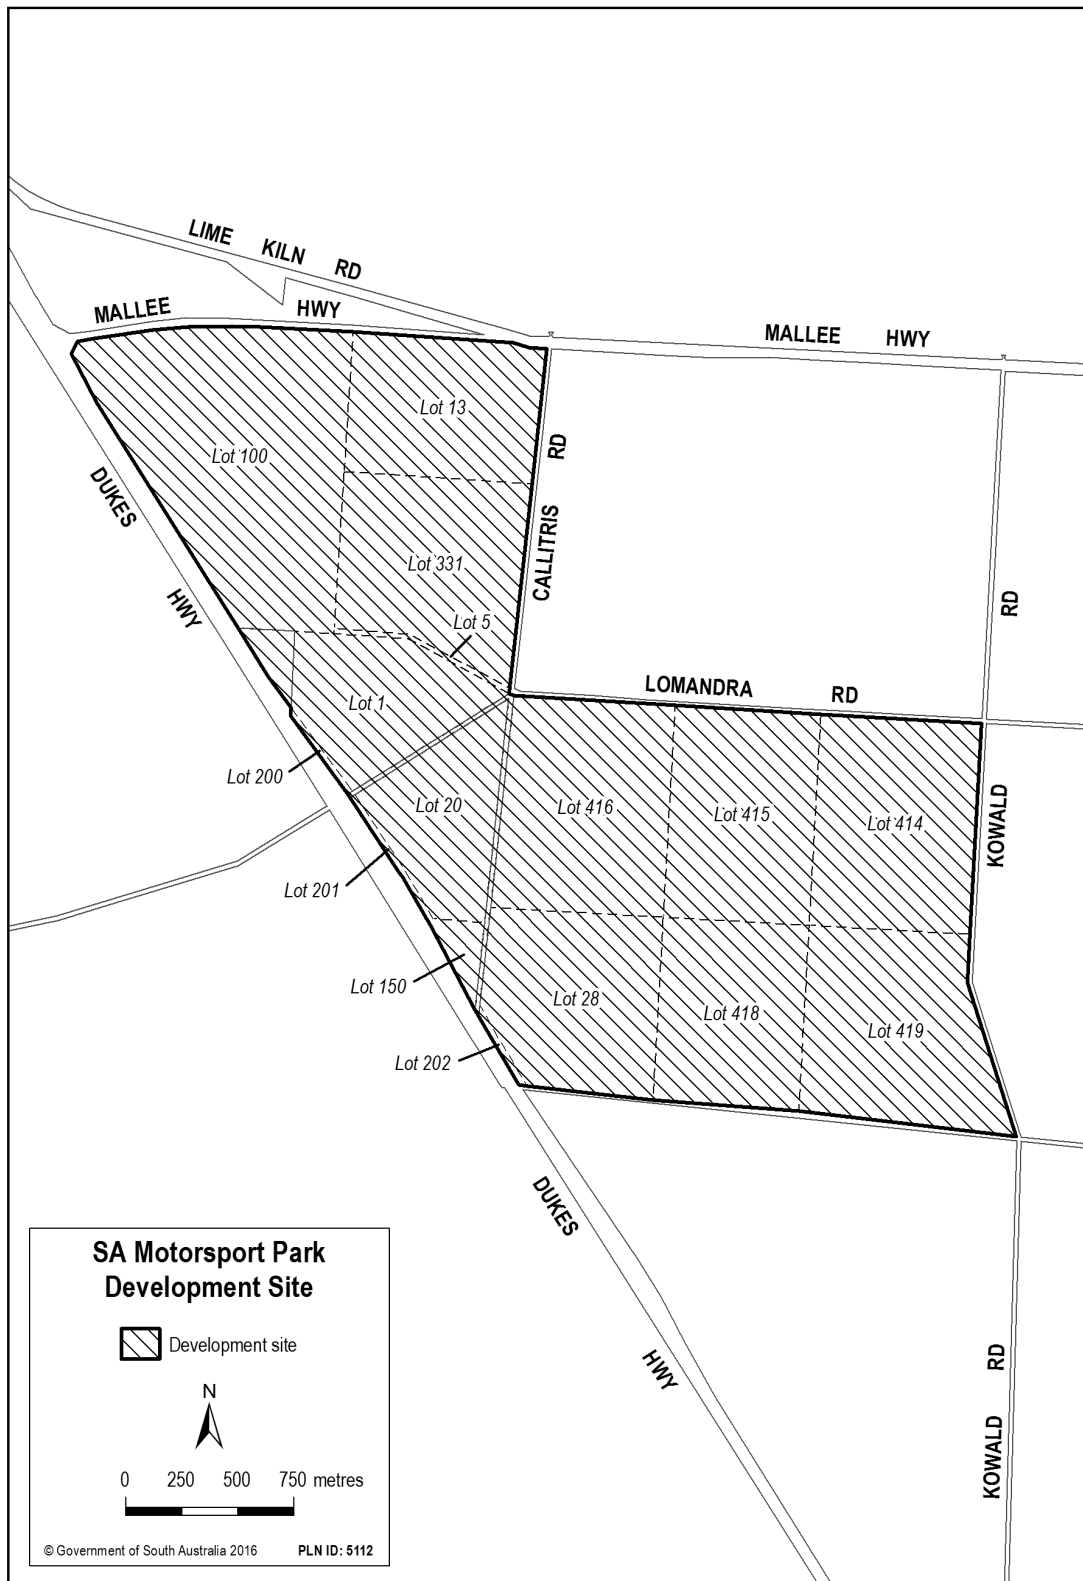 LIME KILN RD
MALLEE HWY
MALLEE HWY
Lot 13
RD
Lot 100
DUKES
CALLITRIS
Lot 331
HWY
RD
Lot 5
LOMANDRA RD
Lot 1
Lot 200
Lot 20
Lot 416
Lot 415
Lot 414
KOWALD
Lot 201
Lot 150
Lot 28
Lot 418
Lot 419
Lot 202
DUKES
HWY
RD
KOWALD
SA Motorsport Park
Development Site
Development site
N
0 250 500 750 metres
© Government of South Australia 2016 PLN ID: 5112